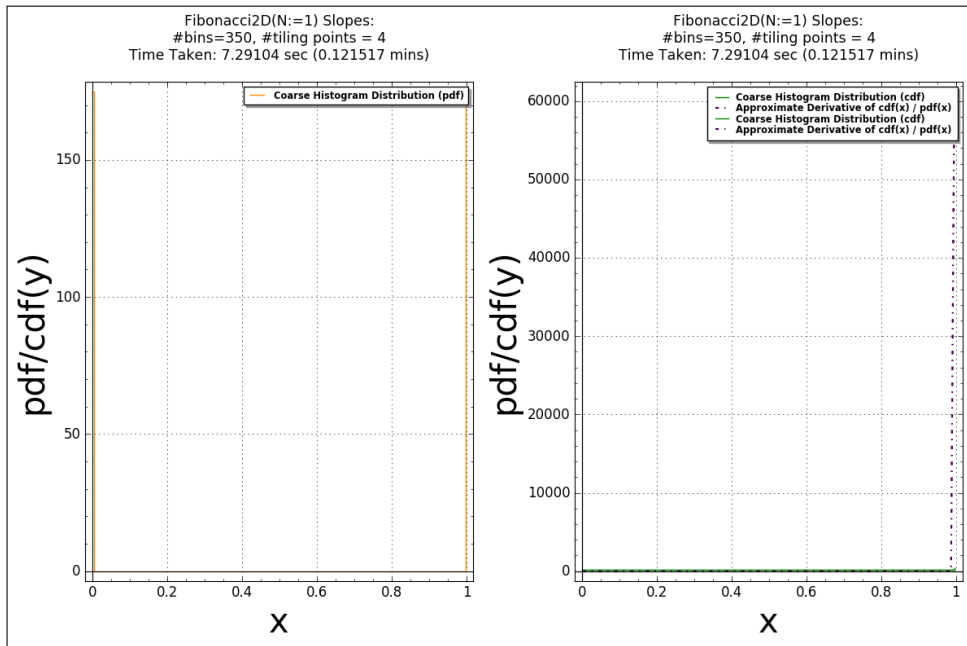 Fibonacci2D(N:=1) Slopes:
#bins=350, #tiling points = 4
Time Taken: 7.29104 sec (0.121517 mins)
Coarse Histogram Distribution (pdf)
150
100
50
0
pdf/cdf(y)
0 0.2 0.4 0.6 0.8 1
x
Fibonacci2D(N:=1) Slopes:
#bins=350, #tiling points = 4
Time Taken: 7.29104 sec (0.121517 mins)
Coarse Histogram Distribution (cdf)
Approximate Derivative of cdf(x) / pdf(x)
Coarse Histogram Distribution (cdf)
Approximate Derivative of cdf(x) / pdf(x)
60000
50000
40000
30000
20000
10000
0
pdf/cdf(y)
0 0.2 0.4 0.6 0.8 1
x